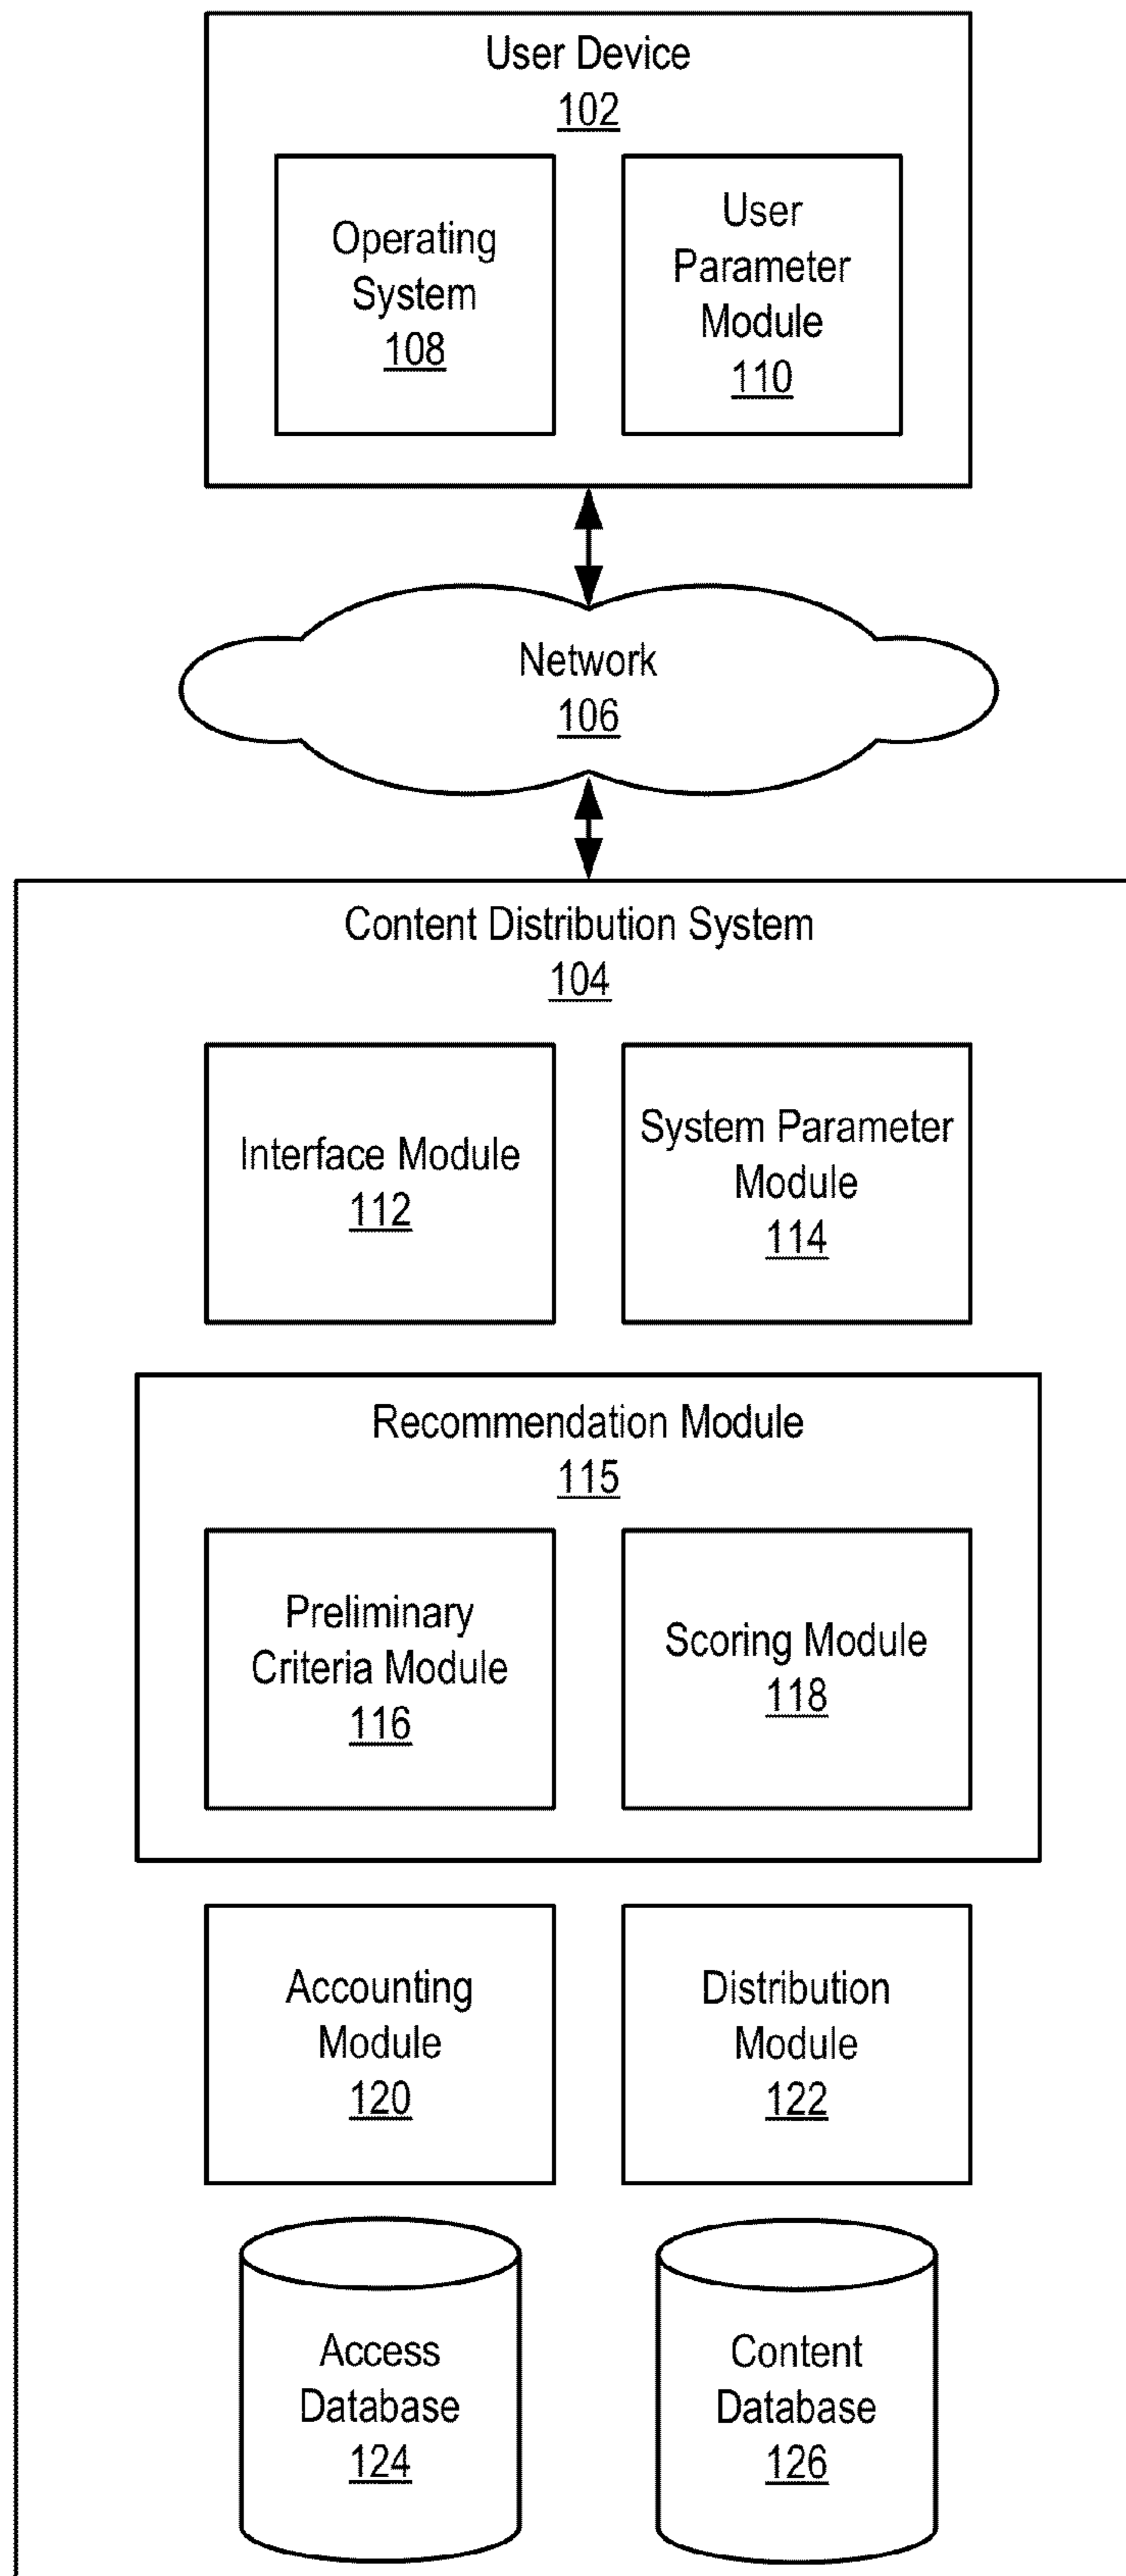 User Device
102
Operating
System
108
User
Parameter
Module
110
Network
106
Content Distribution System
104
Interface Module
112
System Parameter
Module
114
Recommendation Module
115
Preliminary
Criteria Module
116
Scoring Module
118
Accounting
Module
120
Distribution
Module
122
Access
Database
124
Content
Database
126